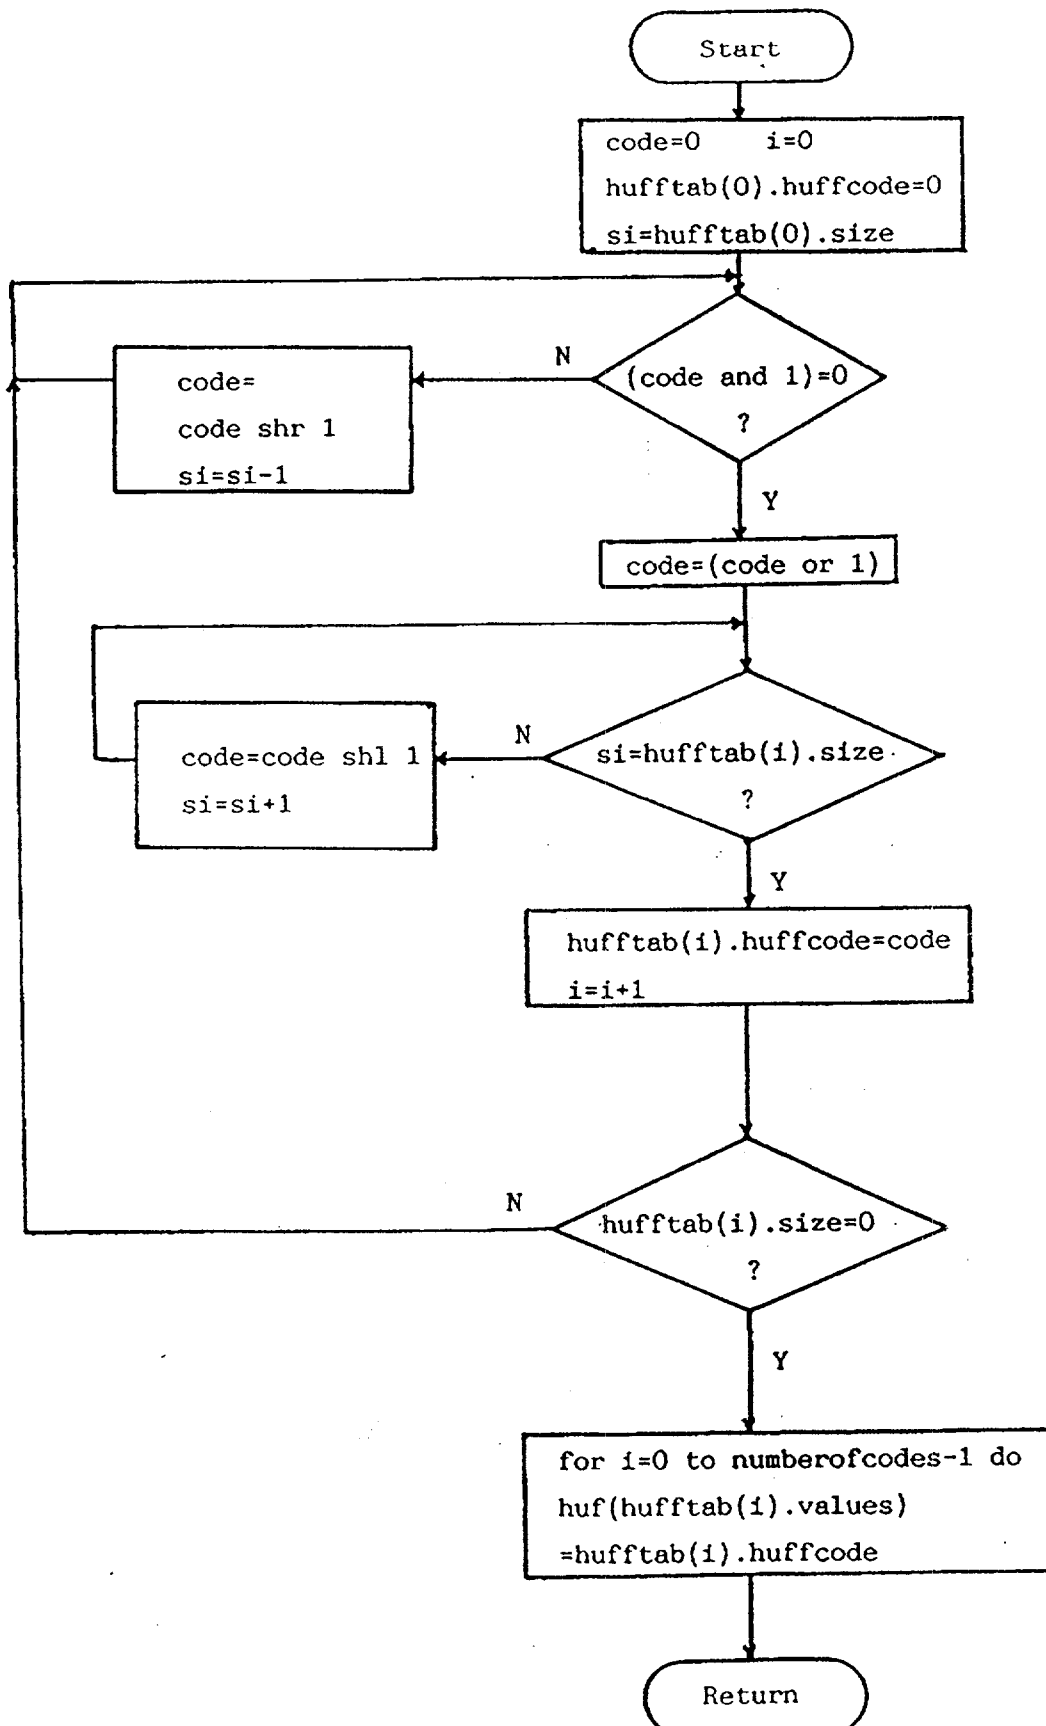 Start
code=0 i=0
hufftab(0).huffcode=0
si=hufftab(0).size
N
(code and 1)=0
?
code=
code shr 1
si=si-1
Y
code=(code or 1)
N
si=hufftab(i).size
?
code=code shl 1
si=si+1
Y
hufftab(i).huffcode=code
i=i+1
N
hufftab(i).size=0
?
Y
for i=0 to numberofcodes-1 do
huf(hufftab(i).values)
=hufftab(i).huffcode
Return